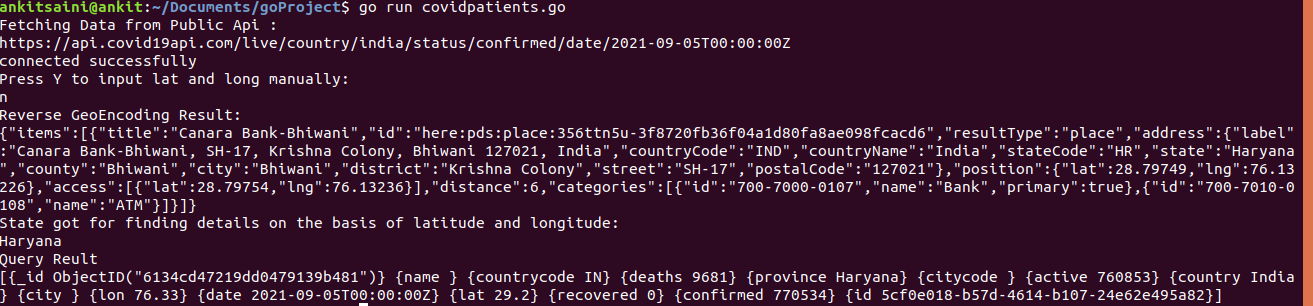 ankitsaini@ankit:~/Documents/goProject$ go run covidpatients.go
Fetching Data from Public Api :
https://api.covid19api.com/live/country/india/status/confirmed/date/2021-09-05T00:00:00Z
connected successfully
Press Y to input lat and long manually:
n
Reverse GeoEncoding Result:
{"items":[{"title":"Canara Bank-Bhiwani","id":"here:pds:place:356ttn5u-3f8720fb36f04a1d80fa8ae098fcacd6","resultType":"place","address":{"label"
:"Canara Bank-Bhiwani, SH-17, Krishna Colony, Bhiwani 127021, India","countryCode":"IND","countryName":"India","stateCode":"HR","state":"Haryana
","county":"Bhiwani","city":"Bhiwani","district":"Krishna Colony","street":"SH-17","postalCode":"127021"},"position":{"lat":28.79749,"lng":76.13
226},"access":[{"lat":28.79754,"lng":76.13236}],"distance":6,"categories":[{"id":"700-7000-0107","name":"Bank","primary":true},{"id":"700-7010-0
108","name":"ATM"}]}]}
State got for finding details on the basis of latitude and longitude:
Haryana
Query Reult
[{_id ObjectID("6134cd47219dd0479139b481")} {name } {countrycode IN} {deaths 9681} {province Haryana} {citycode } {active 760853} {country India
} {city } {lon 76.33} {date 2021-09-05T00:00:00Z} {lat 29.2} {recovered 0} {confirmed 770534} {id 5cf0e018-b57d-4614-b107-24e62e495a82}]